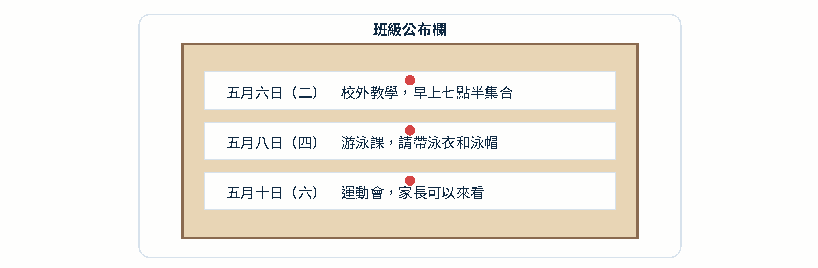 班級公布欄
五月六日（二） 校外教學，早上七點半集合
五月八日（四） 游泳課，請帶泳衣和泳帽
五月十日（六） 運動會，家長可以來看